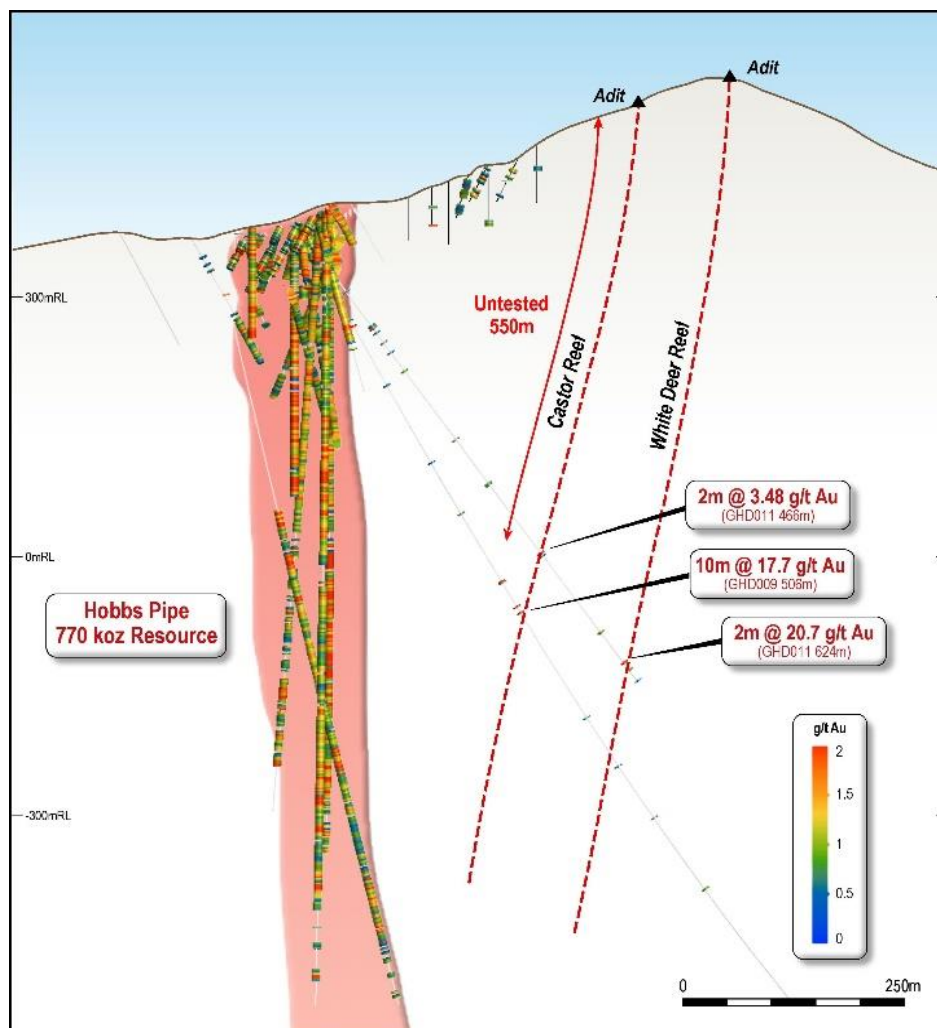 Adit
Adit
300mRL
Untested
550m
Castor Reef
White Deer Reef
2m @ 3.48 g/t Au
(GHD011 466m)
0mRL
10m @ 17.7 g/t Au
(GHD009 506m)
Hobbs Pipe
770 koz Resource
2m @ 20.7 g/t Au
(GHD011 624m)
g/t Au
2
1.5
1
0.5
0
-300mRL
0
250m